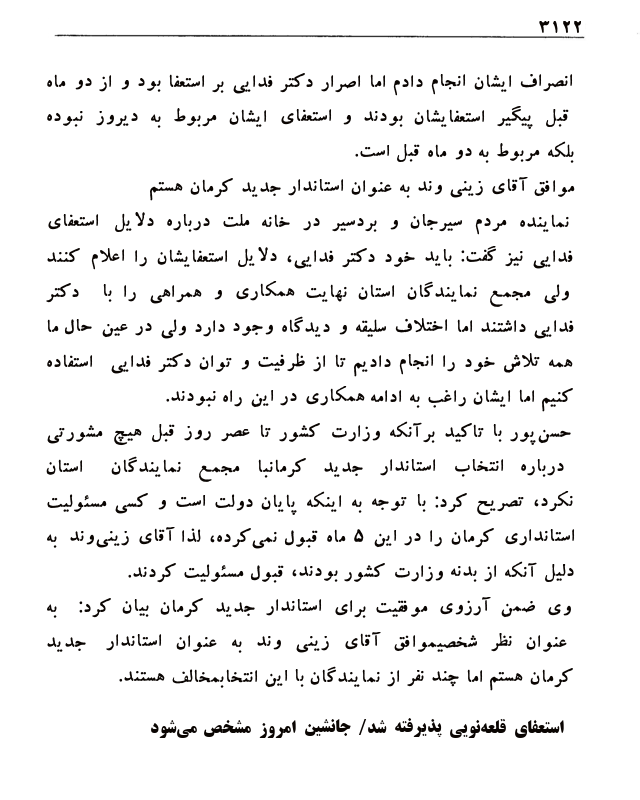 ۳۱۲۲
انصراف ایشان انجام دادم اما اصرار دکتر فدایی بر استعفا بود و از دو ماه
قبل پیگیر استعفایشان بودند و استعفای ایشان مربوط به دیروز نبوده
بلکه مربوط به دو ماه قبل است.
موافق آقای زینی وند به عنوان استاندار جدید کرمان هستم
نماینده مردم سیرجان و بردسیر در خانه ملت درباره دلایل استعفای
فدایی نیز گفت: باید خود دکتر فدایی، دلایل استعفایشان را اعلام کنند
ولی مجمع نمایندگان استان نهایت همکاری و همراهی را با دکتر
فدایی داشتند اما اختلاف سلیقه و دیدگاه وجود دارد ولی در عین حال ما
همه تلاش خود را انجام دادیم تا از ظرفیت و توان دکتر فدایی استفاده
کنیم اما ایشان راغب به ادامه همکاری در این راه نبودند.
حسن‌پور با تاکید برآنکه وزارت کشور تا عصر روز قبل هیچ مشورتی
درباره انتخاب استاندار جدید کرمانبا مجمع نمایندگان استان
نکرد، تصریح کرد: با توجه به اینکه پایان دولت است و کسی مسئولیت
استانداری کرمان را در این ۵ ماه قبول نمی‌کرده، لذا آقای زینی‌وند به
دلیل آنکه از بدنه وزارت کشور بودند، قبول مسئولیت کردند.
وی ضمن آرزوی موفقیت برای استاندار جدید کرمان بیان کرد: به
عنوان نظر شخصیموافق آقای زینی وند به عنوان استاندار جدید
کرمان هستم اما چند نفر از نمایندگان با این انتخابمخالف هستند.
استعفای قلعه‌نویی پذیرفته شد/ جانشین امروز مشخص می‌شود